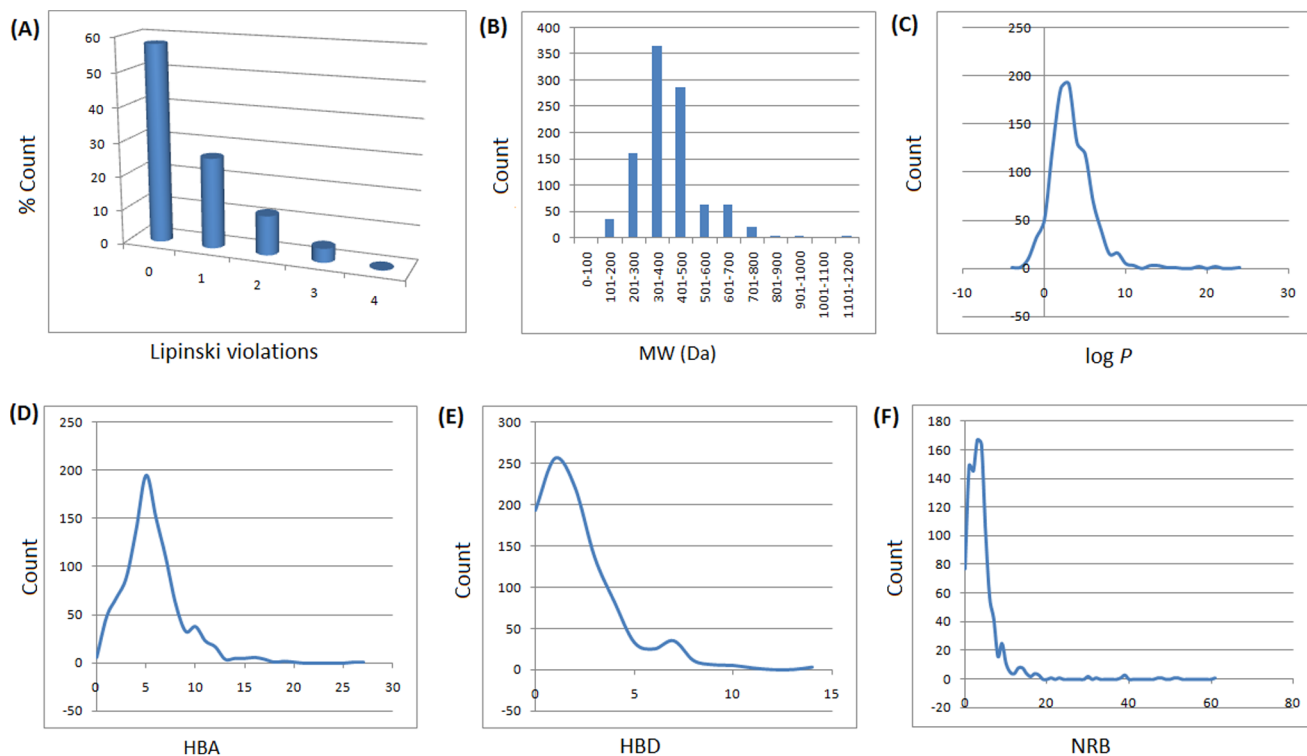 (A)
60
50
40
30
20
10
0
0 1 2 3 4
% Count
Lipinski violations
(B)
400
350
300
250
200
150
100
50
0
0-100
101-200
201-300
301-400
401-500
501-600
601-700
701-800
801-900
901-1000
1001-1100
1101-1200
Count
MW (Da)
(C)
250
200
150
100
50
0
-50
-10 0 10 20 30
Count
log P
(D)
250
200
150
100
50
0
-50
0 5 10 15 20 25 30
Count
HBA
(E)
300
250
200
150
100
50
0
-50
0 5 10 15
Count
HBD
(F)
180
160
140
120
100
80
60
40
20
0
-20
0 20 40 60 80
Count
NRB